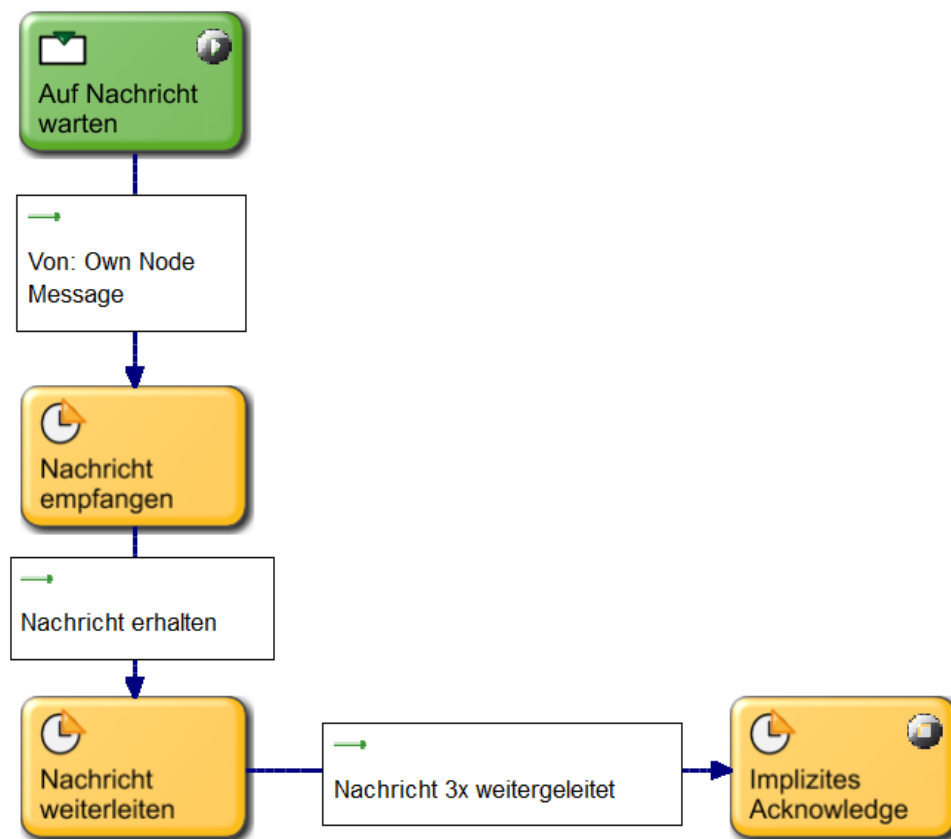 Auf Nachricht
warten
Von: Own Node
Message
Nachricht
empfangen
Nachricht erhalten
Nachricht
weiterleiten
Nachricht 3x weitergeleitet
Implizites
Acknowledge